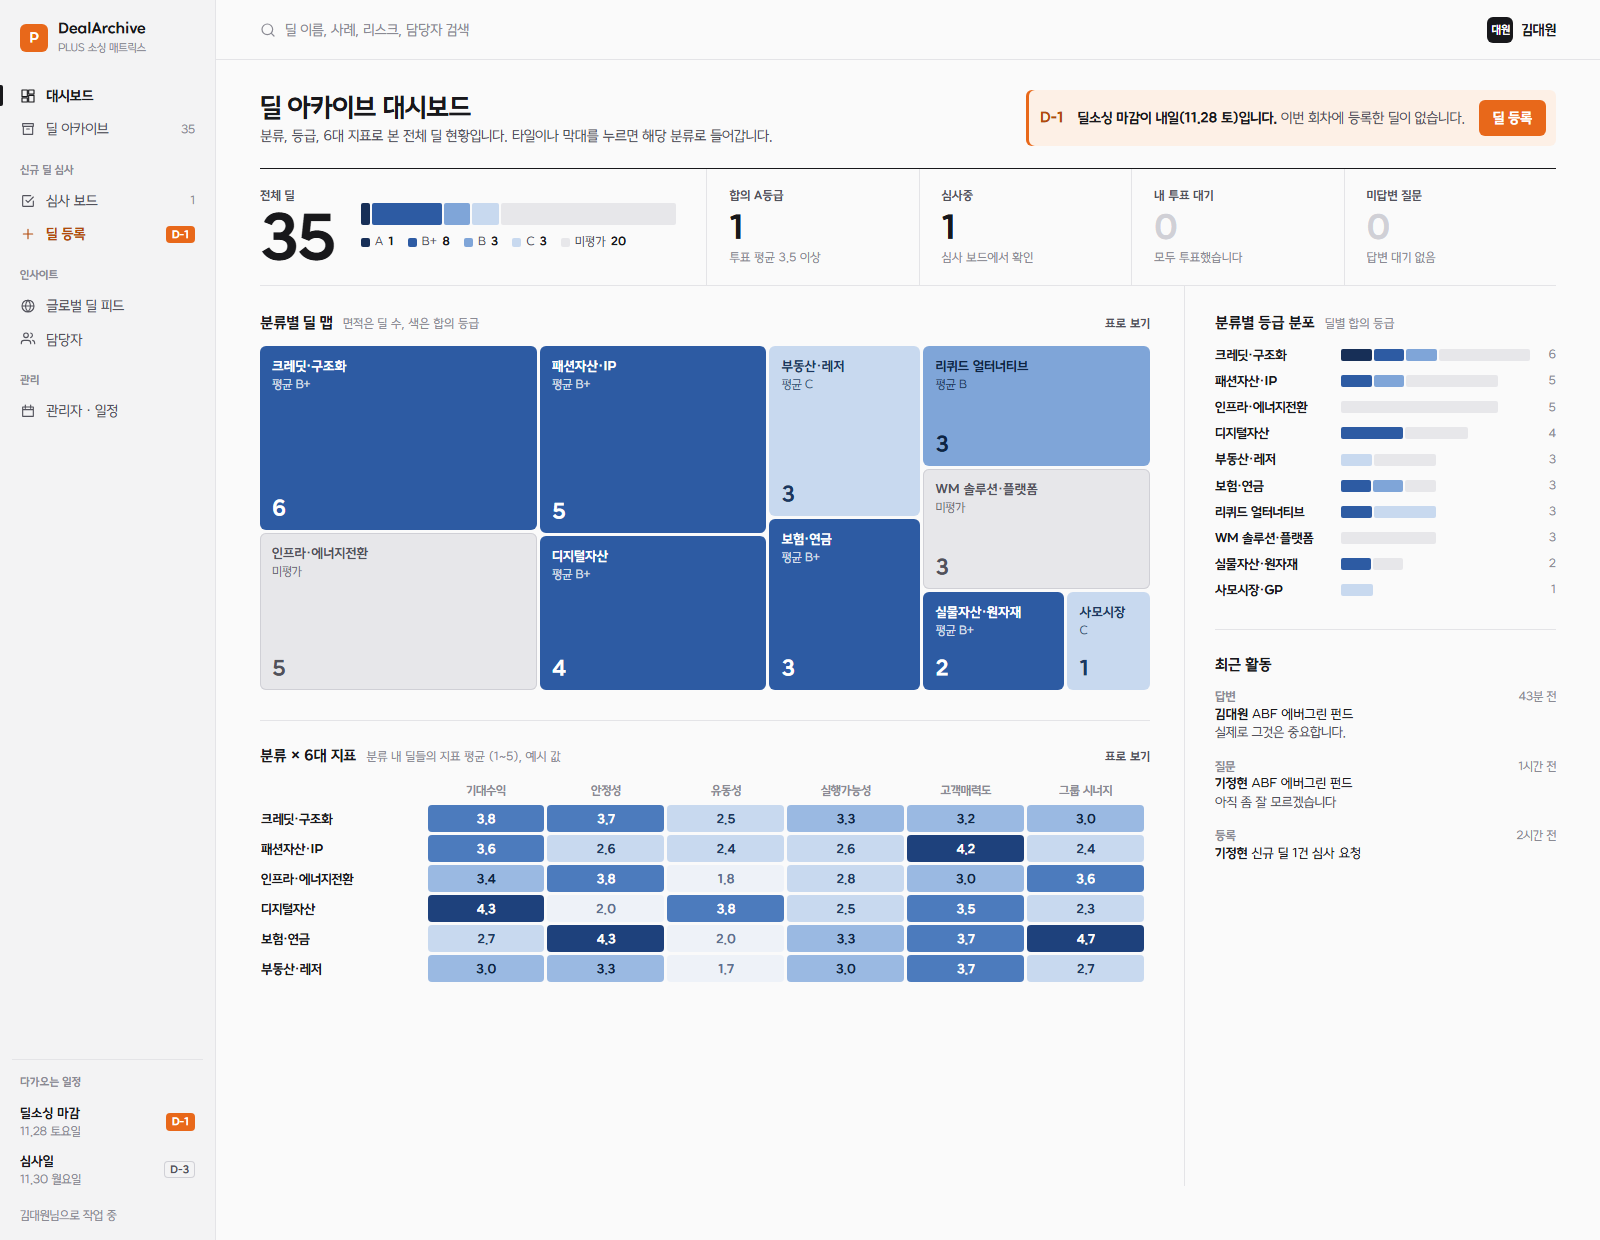 P
DealArchive
PLUS 소싱 매트릭스
대시보드
딜 아카이브 35
신규 딜 심사
심사 보드 1
딜 등록 D-1
인사이트
글로벌 딜 피드
담당자
관리
관리자 · 일정
다가오는 일정
딜소싱 마감
11.28 토요일
D-1
심사일
11.30 월요일
D-3
김대원님으로 작업 중
딜 이름, 사례, 리스크, 담당자 검색
대원 김대원
딜 아카이브 대시보드
분류, 등급, 6대 지표로 본 전체 딜 현황입니다. 타일이나 막대를 누르면 해당 분류로 들어갑니다.
D-1 딜소싱 마감이 내일(11.28 토)입니다. 이번 회차에 등록한 딜이 없습니다. 딜 등록
전체 딜
35
A 1 B+ 8 B 3 C 3 미평가 20
합의 A등급
1
투표 평균 3.5 이상
심사중
1
심사 보드에서 확인
내 투표 대기
0
모두 투표했습니다
미답변 질문
0
답변 대기 없음
분류별 딜 맵 면적은 딜 수, 색은 합의 등급 표로 보기
크레딧·구조화
평균 B+
6
패션자산·IP
평균 B+
5
부동산·레저
평균 C
3
리퀴드 얼터너티브
평균 B
3
인프라·에너지전환
미평가
5
디지털자산
평균 B+
4
보험·연금
평균 B+
3
WM 솔루션·플랫폼
미평가
3
실물자산·원자재
평균 B+
2
사모시장
C
1
분류 × 6대 지표 분류 내 딜들의 지표 평균 (1~5), 예시 값 표로 보기
기대수익 안정성 유동성 실행가능성 고객매력도 그룹 시너지
크레딧·구조화 3.8 3.7 2.5 3.3 3.2 3.0
패션자산·IP 3.6 2.6 2.4 2.6 4.2 2.4
인프라·에너지전환 3.4 3.8 1.8 2.8 3.0 3.6
디지털자산 4.3 2.0 3.8 2.5 3.5 2.3
보험·연금 2.7 4.3 2.0 3.3 3.7 4.7
부동산·레저 3.0 3.3 1.7 3.0 3.7 2.7
분류별 등급 분포 딜별 합의 등급
크레딧·구조화 6
패션자산·IP 5
인프라·에너지전환 5
디지털자산 4
부동산·레저 3
보험·연금 3
리퀴드 얼터너티브 3
WM 솔루션·플랫폼 3
실물자산·원자재 2
사모시장·GP 1
최근 활동
답변 43분 전
김대원 ABF 에버그린 펀드
실제로 그것은 중요합니다.
질문 1시간 전
기정현 ABF 에버그린 펀드
아직 좀 잘 모르겠습니다
등록 2시간 전
기정현 신규 딜 1건 심사 요청